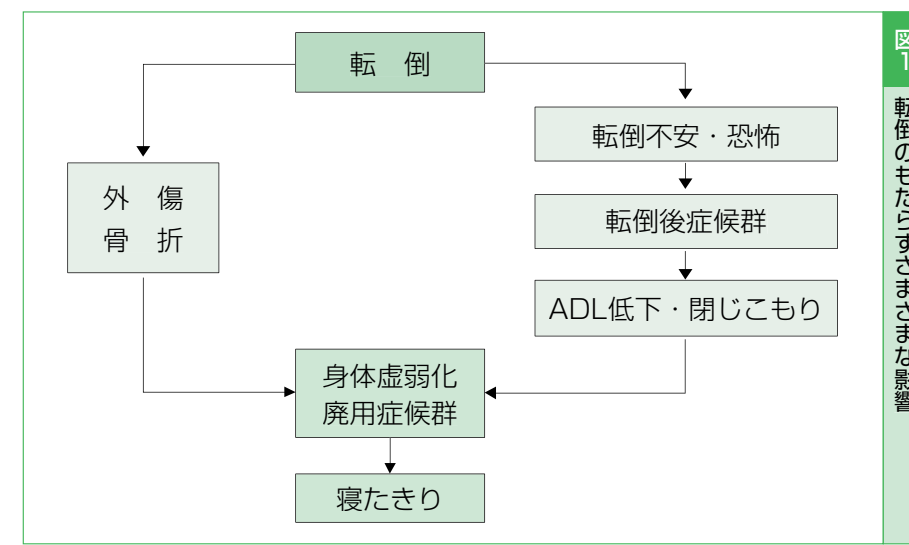 転　倒
転倒不安・恐怖
外　傷
骨　折
転倒後症候群
ADL低下・閉じこもり
身体虚弱化
廃用症候群
寝たきり
図1
転倒のもたらすさまざまな影響